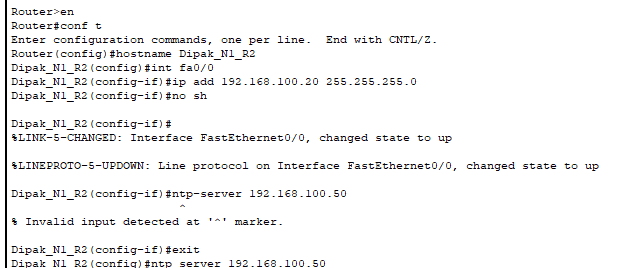 Router>en
Router#conf t
Enter configuration commands, one per line.  End with CNTL/Z.
Router(config)#hostname Dipak_N1_R2
Dipak_N1_R2(config)#int fa0/0
Dipak_N1_R2(config-if)#ip add 192.168.100.20 255.255.255.0
Dipak_N1_R2(config-if)#no sh
Dipak_N1_R2(config-if)#
%LINK-5-CHANGED: Interface FastEthernet0/0, changed state to up
%LINEPROTO-5-UPDOWN: Line protocol on Interface FastEthernet0/0, changed state to up
Dipak_N1_R2(config-if)#ntp-server 192.168.100.50
^
% Invalid input detected at '^' marker.
Dipak_N1_R2(config-if)#exit
Dipak_N1_R2(config)#ntp server 192.168.100.50